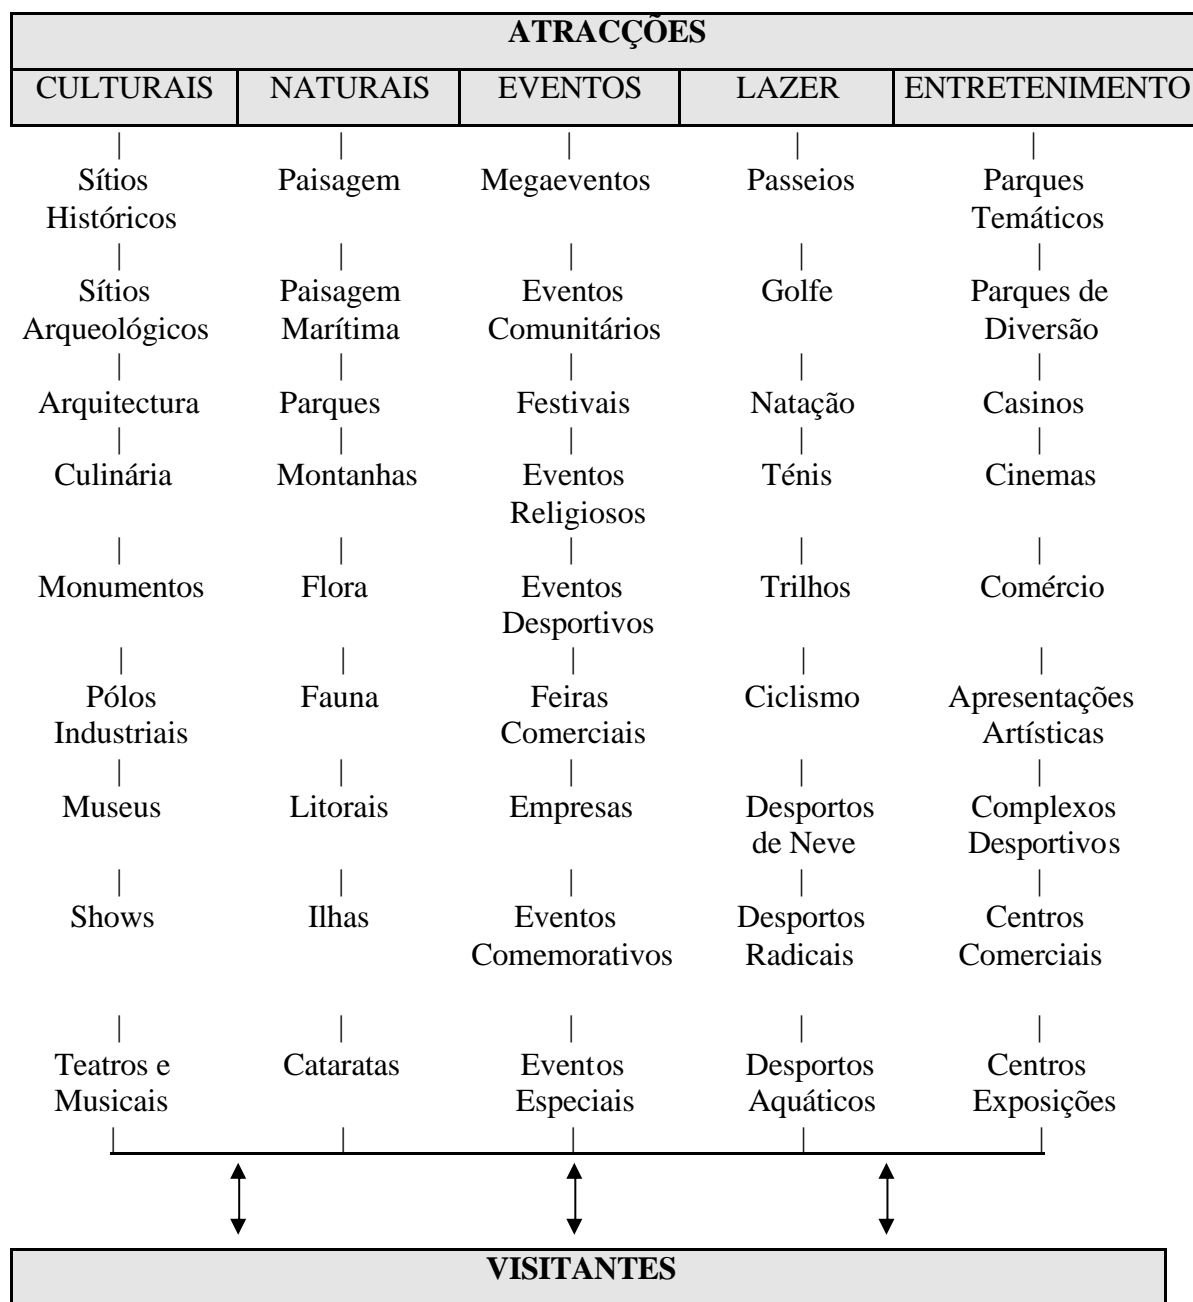 ATRACÇÕES
CULTURAIS NATURAIS EVENTOS LAZER ENTRETENIMENTO
Sítios Paisagem Megaeventos Passeios Parques
Históricos Temáticos
Sítios Paisagem Eventos Golfe Parques de
Arqueológicos Marítima Comunitários Diversão
Arquitectura Parques Festivais Natação Casinos
Culinária Montanhas Eventos Ténis Cinemas
Religiosos
Monumentos Flora Eventos Trilhos Comércio
Desportivos
Pólos Fauna Feiras Ciclismo Apresentações
Industriais Comerciais Artísticas
Museus Litorais Empresas Desportos Complexos
de Neve Desportivos
Shows Ilhas Eventos Desportos Centros
Comemorativos Radicais Comerciais
Teatros e Cataratas Eventos Desportos Centros
Musicais Especiais Aquáticos Exposições
VISITANTES